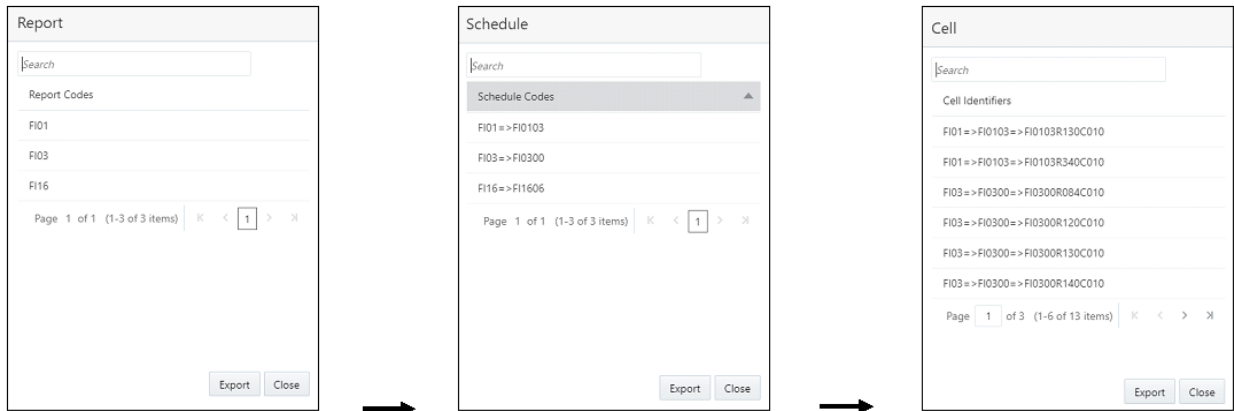 Report
Search
Report Codes
FI01
FI03
FI16
Page 1 of 1 (1-3 of 3 items) K < 1 > >|
Export Close
Schedule
Search
Schedule Codes
FI01=>FI0103
FI03=>FI0300
FI16=>FI1606
Page 1 of 1 (1-3 of 3 items) K < 1 > >|
Export Close
Cell
Search
Cell Identifiers
FI01=>FI0103=>FI0103R130C010
FI01=>FI0103=>FI0103R340C010
FI03=>FI0300=>FI0300R084C010
FI03=>FI0300=>FI0300R120C010
FI03=>FI0300=>FI0300R130C010
FI03=>FI0300=>FI0300R140C010
Page 1 of 3 (1-6 of 13 items) K < > >|
Export Close